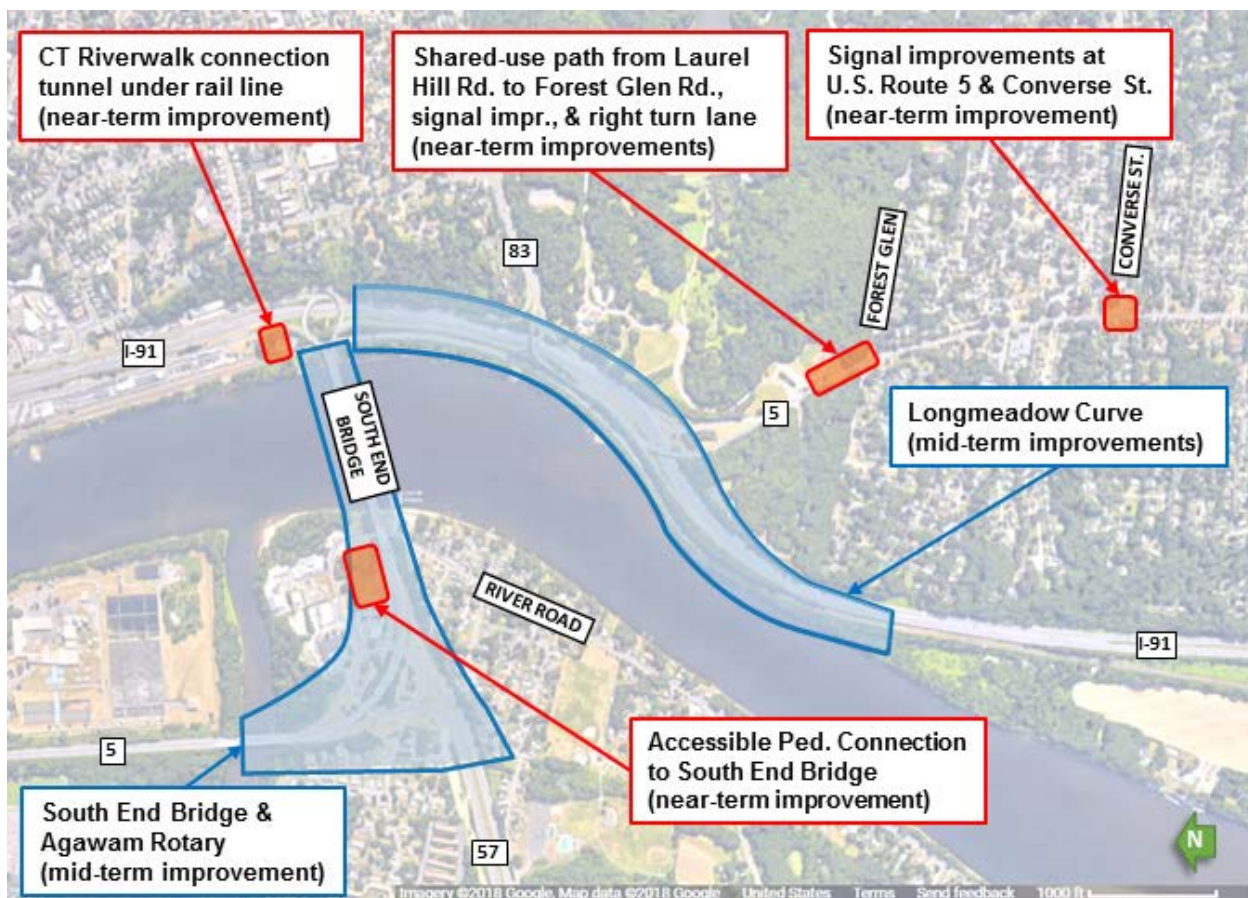 CT Riverwalk connection
tunnel under rail line
(near-term improvement)
Shared-use path from Laurel
Hill Rd. to Forest Glen Rd.,
signal impr., & right turn lane
(near-term improvements)
Signal improvements at
U.S. Route 5 & Converse St.
(near-term improvement)
CONVERSE ST.
FOREST GLEN
83
I-91
SOUTH END
BRIDGE
5
Longmeadow Curve
(mid-term improvements)
RIVER ROAD
I-91
5
Accessible Ped. Connection
to South End Bridge
(near-term improvement)
South End Bridge &
Agawam Rotary
(mid-term improvement)
57
N
Imagery ©2018 Google, Map data ©2018 Google United States Terms Send feedback 1000 ft